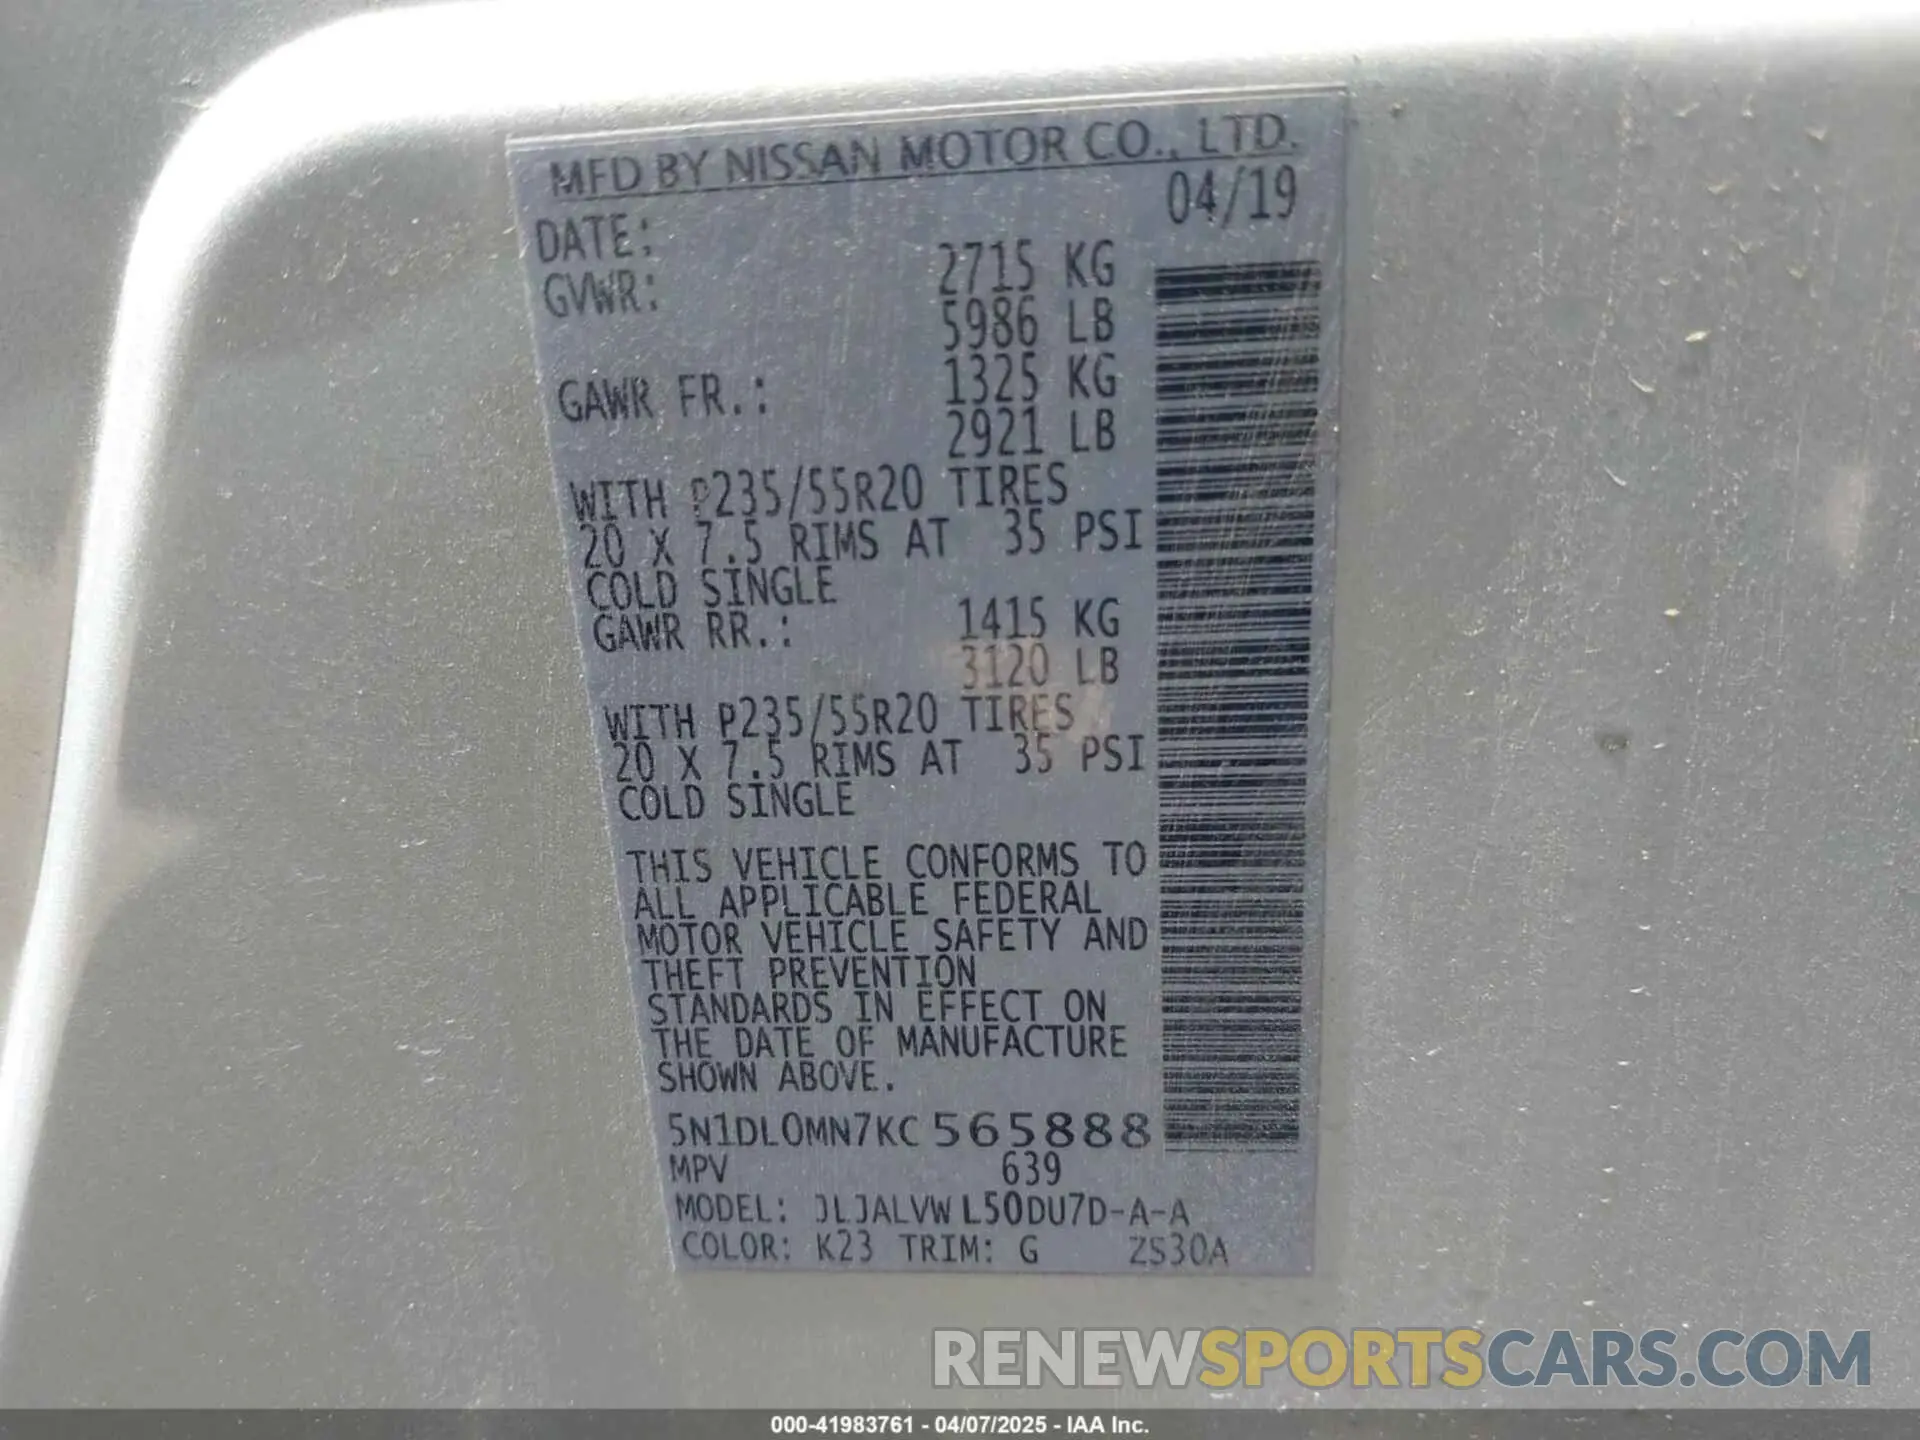 MFD BY NISSAN MOTOR CO., LTD.
DATE: 04/19
GVWR: 2715 KG
5986 LB
GAWR FR.: 1325 KG
2921 LB
WITH P235/55R20 TIRES
20 X 7.5 RIMS AT 35 PSI
COLD SINGLE
GAWR RR.: 1415 KG
3120 LB
WITH P235/55R20 TIRES
20 X 7.5 RIMS AT 35 PSI
COLD SINGLE
THIS VEHICLE CONFORMS TO
ALL APPLICABLE FEDERAL
MOTOR VEHICLE SAFETY AND
THEFT PREVENTION
STANDARDS IN EFFECT ON
THE DATE OF MANUFACTURE
SHOWN ABOVE.
5N1DL0MN7KC565888
MPV 639
MODEL: JLJALVW L50DU7D-A-A
COLOR: K23 TRIM: G ZS30A
RENEWSPORTSCARS.COM
000-41983761 - 04/07/2025 - IAA Inc.